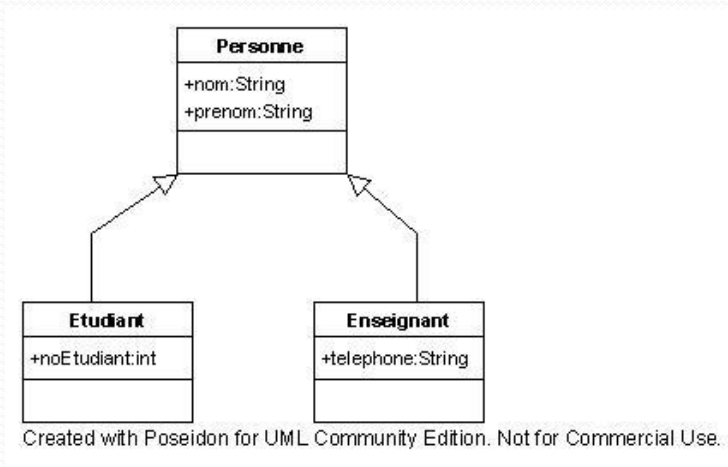 Personne
+nom:String
+prenom:String
Etudiant
+noEtudiant:int
Enseignant
+telephone:String
Created with Poseidon for UML Community Edition. Not for Commercial Use.